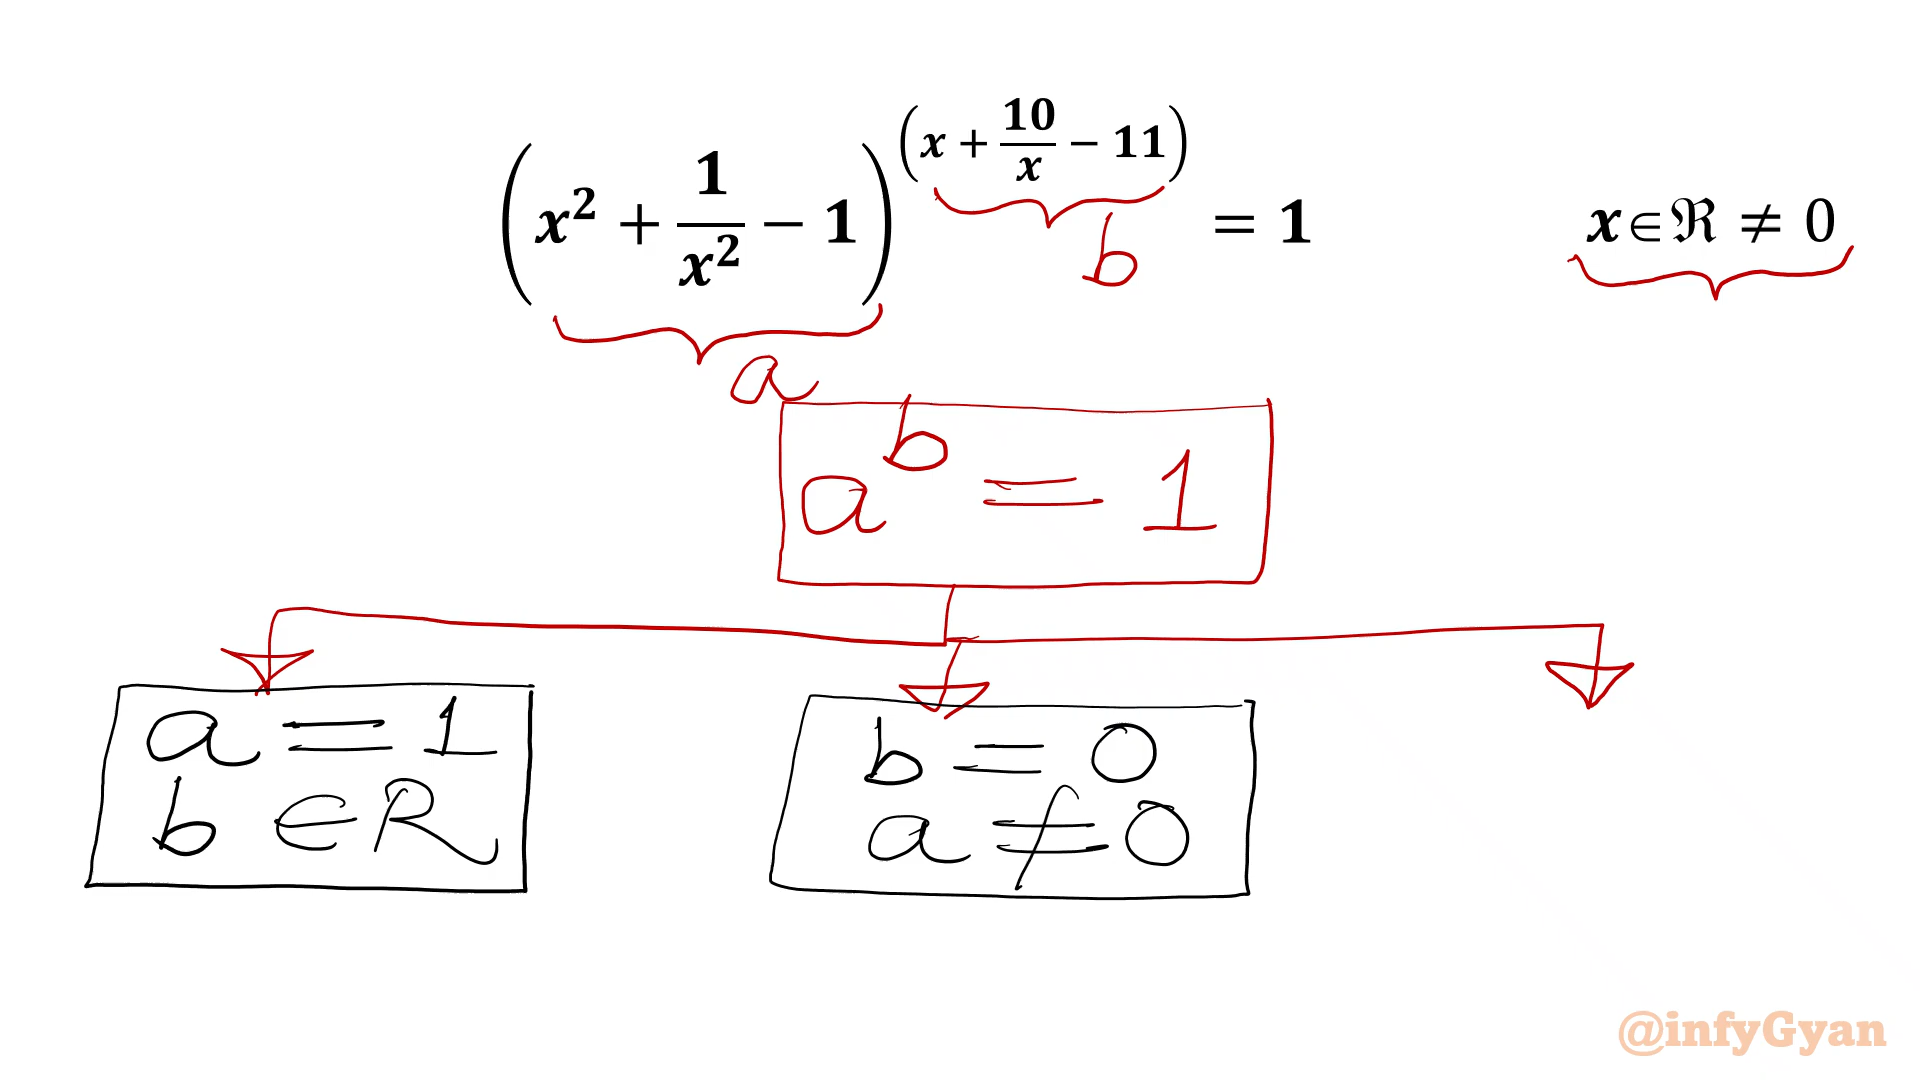 (x² + 1/x² − 1)^(x + 10/x − 11) = 1
x∈ℜ ≠ 0
b
a
a^b = 1
a = 1
b ∈ R
b = 0
a ≠ 0
@infyGyan